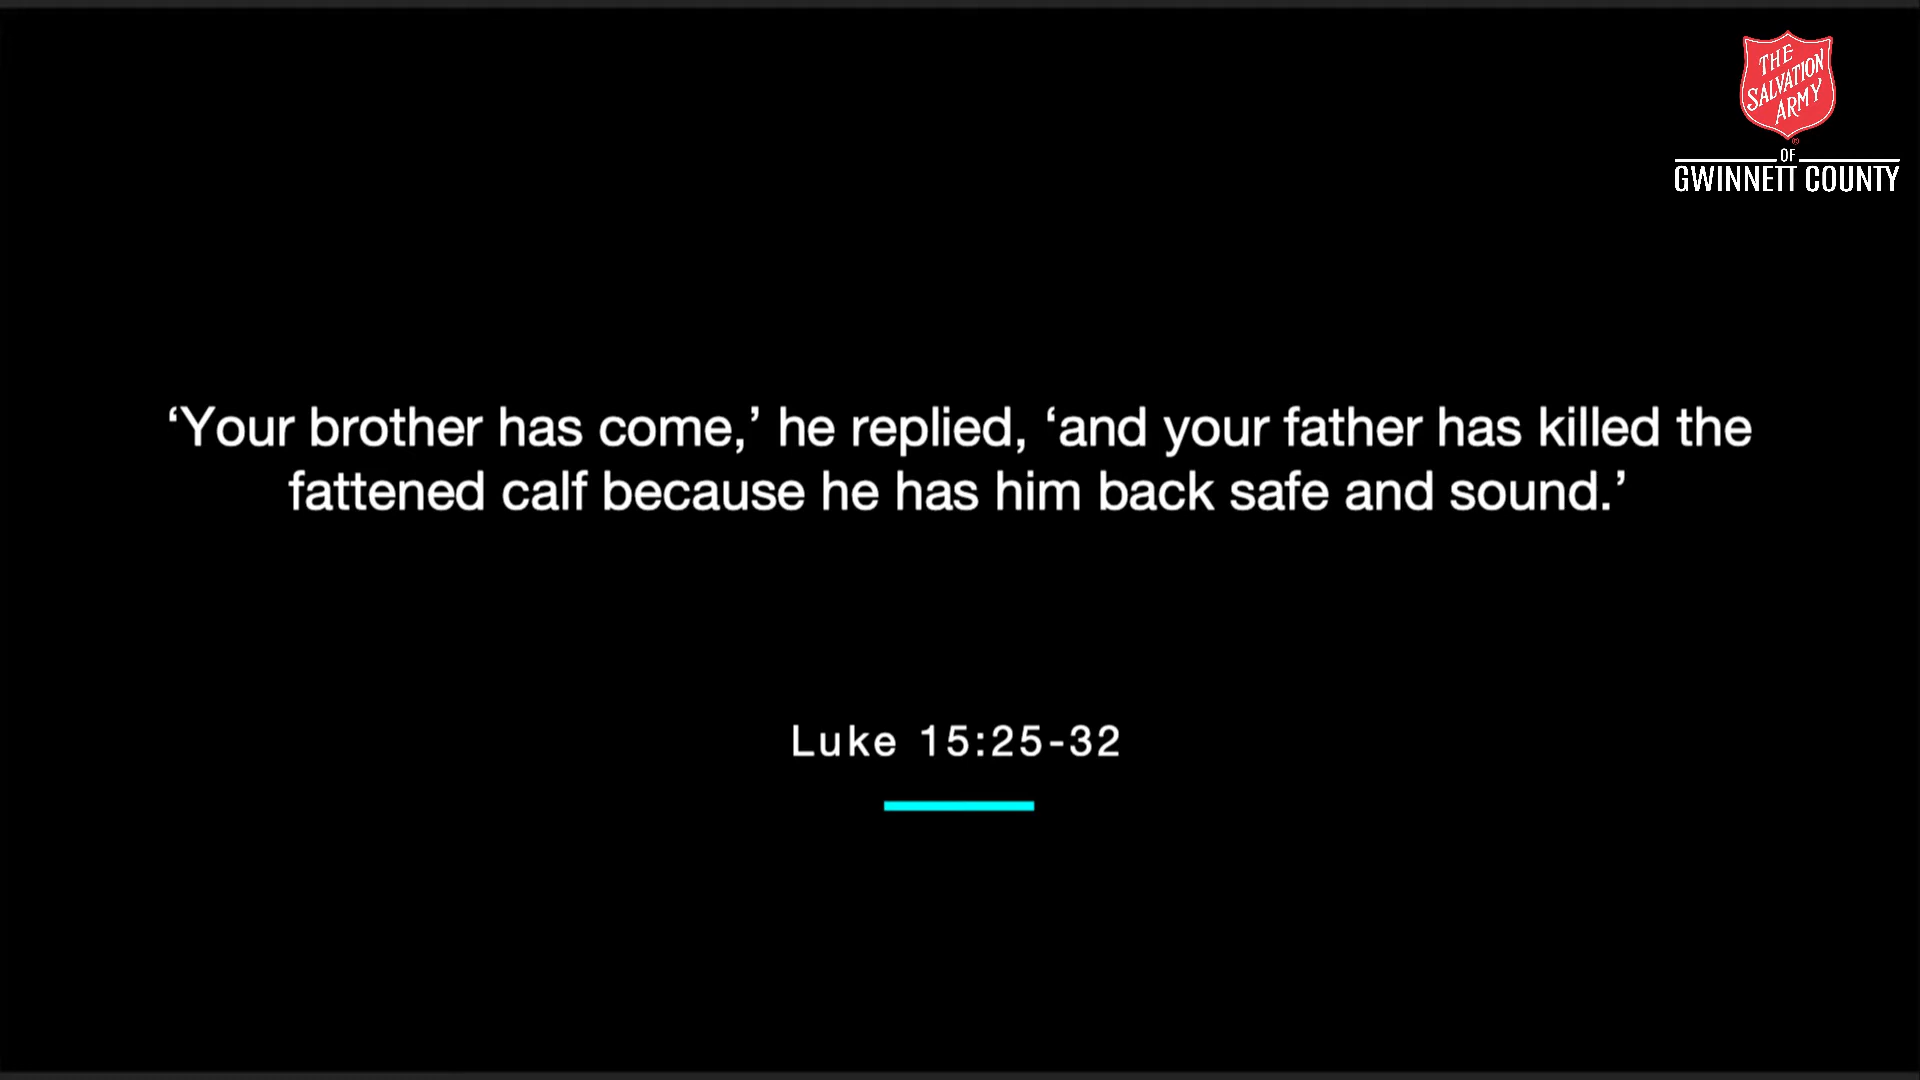 THE
SALVATION
ARMY
®
OF
GWINNETT COUNTY
‘Your brother has come,’ he replied, ‘and your father has killed the
fattened calf because he has him back safe and sound.’
Luke 15:25-32